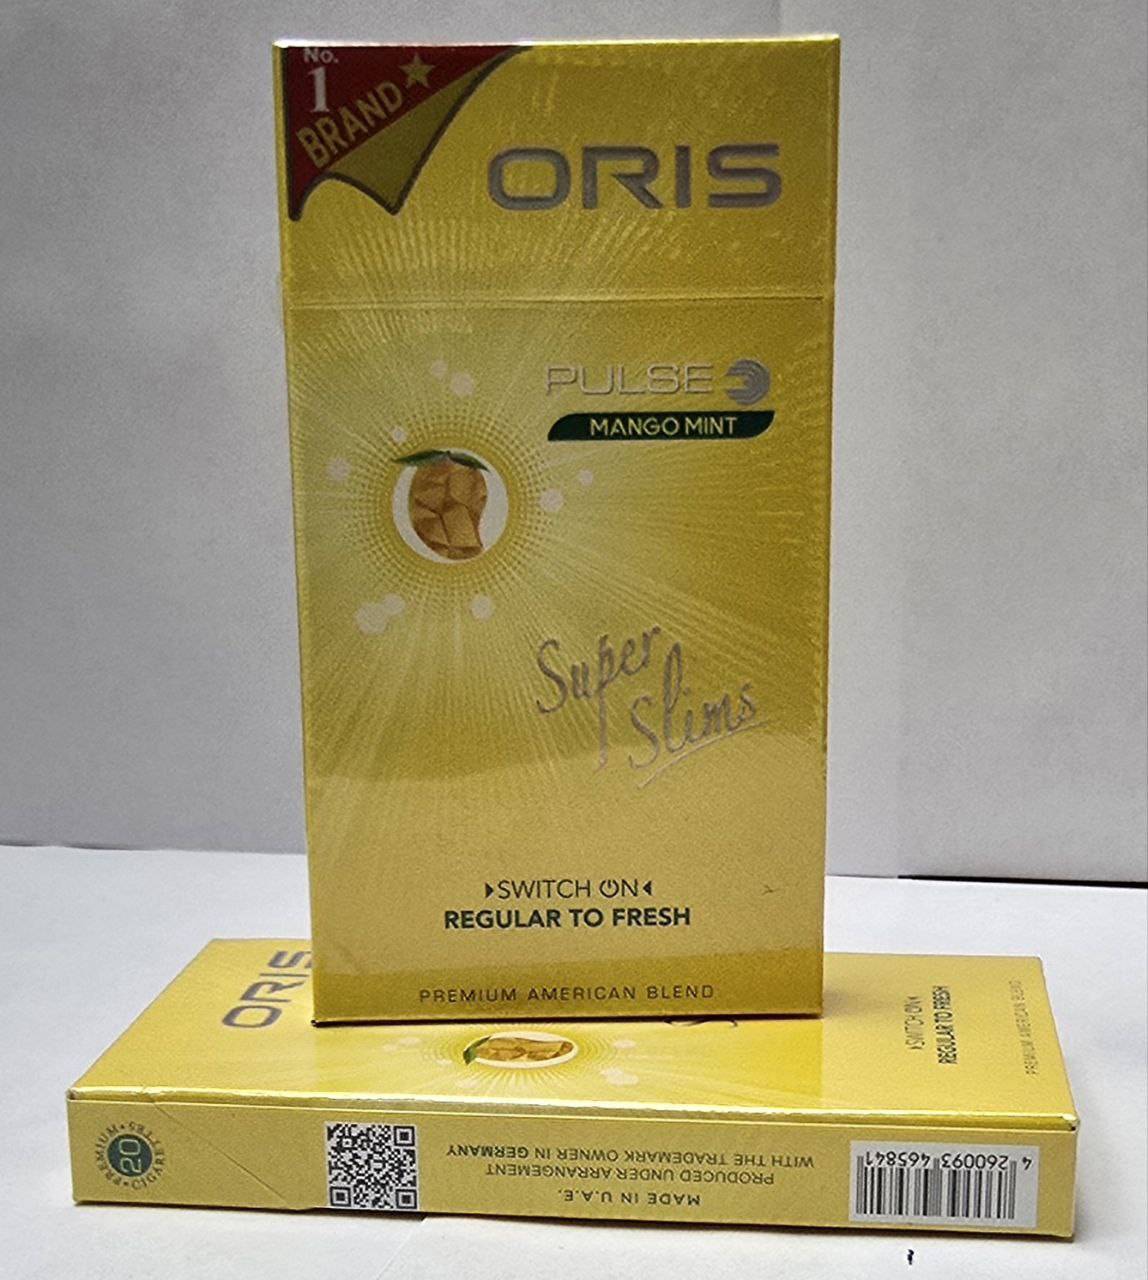 No.
1
BRAND
ORIS
PULSE
MANGO MINT
Super
Slims
SWITCH ON
REGULAR TO FRESH
PREMIUM AMERICAN BLEND
ORIS
SWITCH ON
REGULAR TO FRESH
PREMIUM AMERICAN BLEND
PREMIUM
20
CIGARETTES
MADE IN U.A.E.
PRODUCED UNDER ARRANGEMENT
WITH THE TRADEMARK OWNER IN GERMANY
4 260093 465841